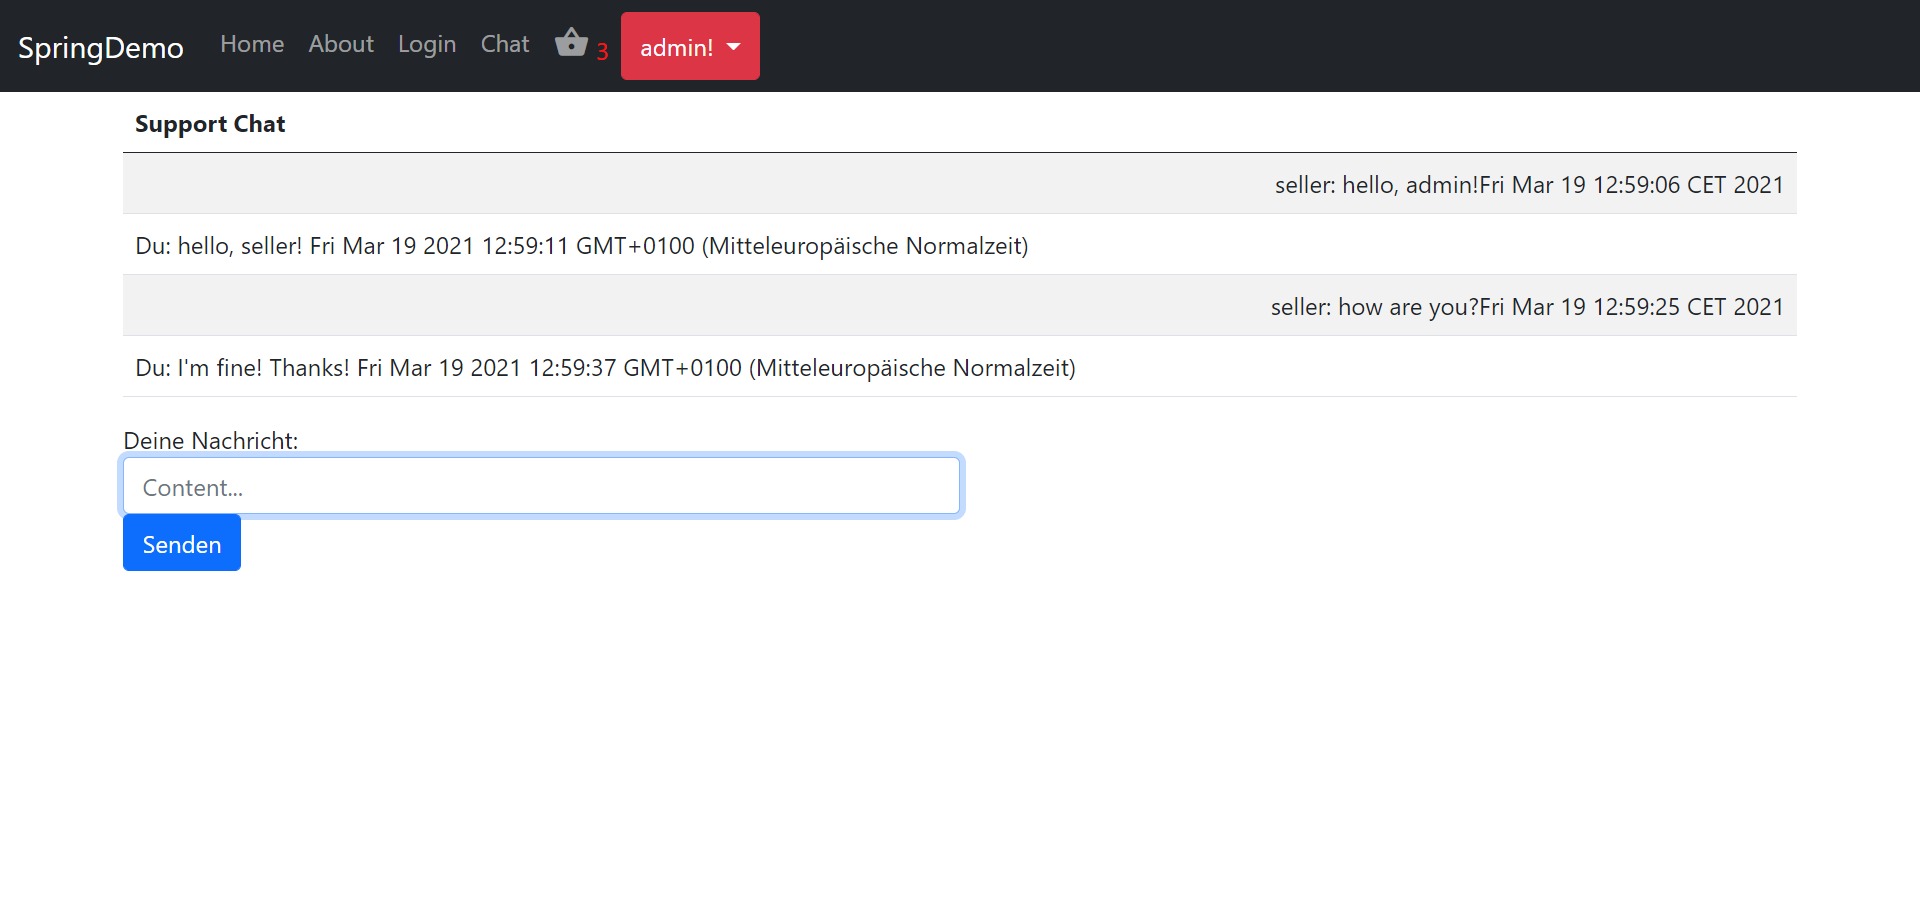 SpringDemo Home About Login Chat 3 admin!
Support Chat
seller: hello, admin!Fri Mar 19 12:59:06 CET 2021
Du: hello, seller! Fri Mar 19 2021 12:59:11 GMT+0100 (Mitteleuropäische Normalzeit)
seller: how are you?Fri Mar 19 12:59:25 CET 2021
Du: I'm fine! Thanks! Fri Mar 19 2021 12:59:37 GMT+0100 (Mitteleuropäische Normalzeit)
Deine Nachricht:
Content...
Senden